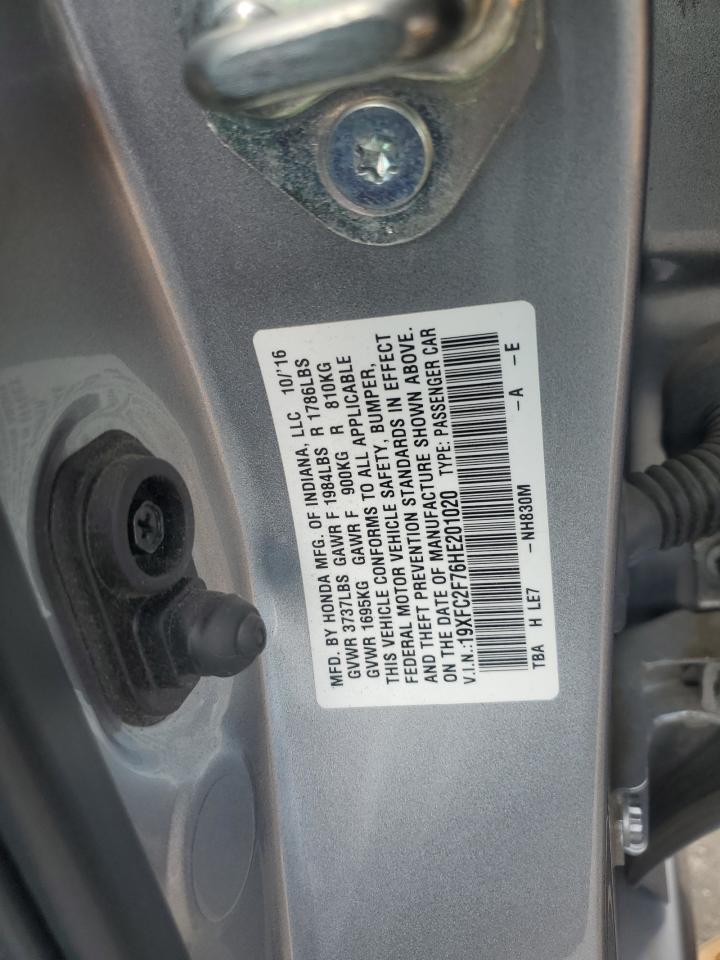 MFD. BY HONDA MFG. OF INDIANA, LLC 10/'16
GVWR 3737LBS GAWR F 1984LBS R 1786LBS
GVWR 1695KG GAWR F 900KG R 810KG
THIS VEHICLE CONFORMS TO ALL APPLICABLE
FEDERAL MOTOR VEHICLE SAFETY, BUMPER,
AND THEFT PREVENTION STANDARDS IN EFFECT
ON THE DATE OF MANUFACTURE SHOWN ABOVE.
V.I.N.:19XFC2F76HE201020 TYPE: PASSENGER CAR
TBA H LE7 -NH830M -A -E